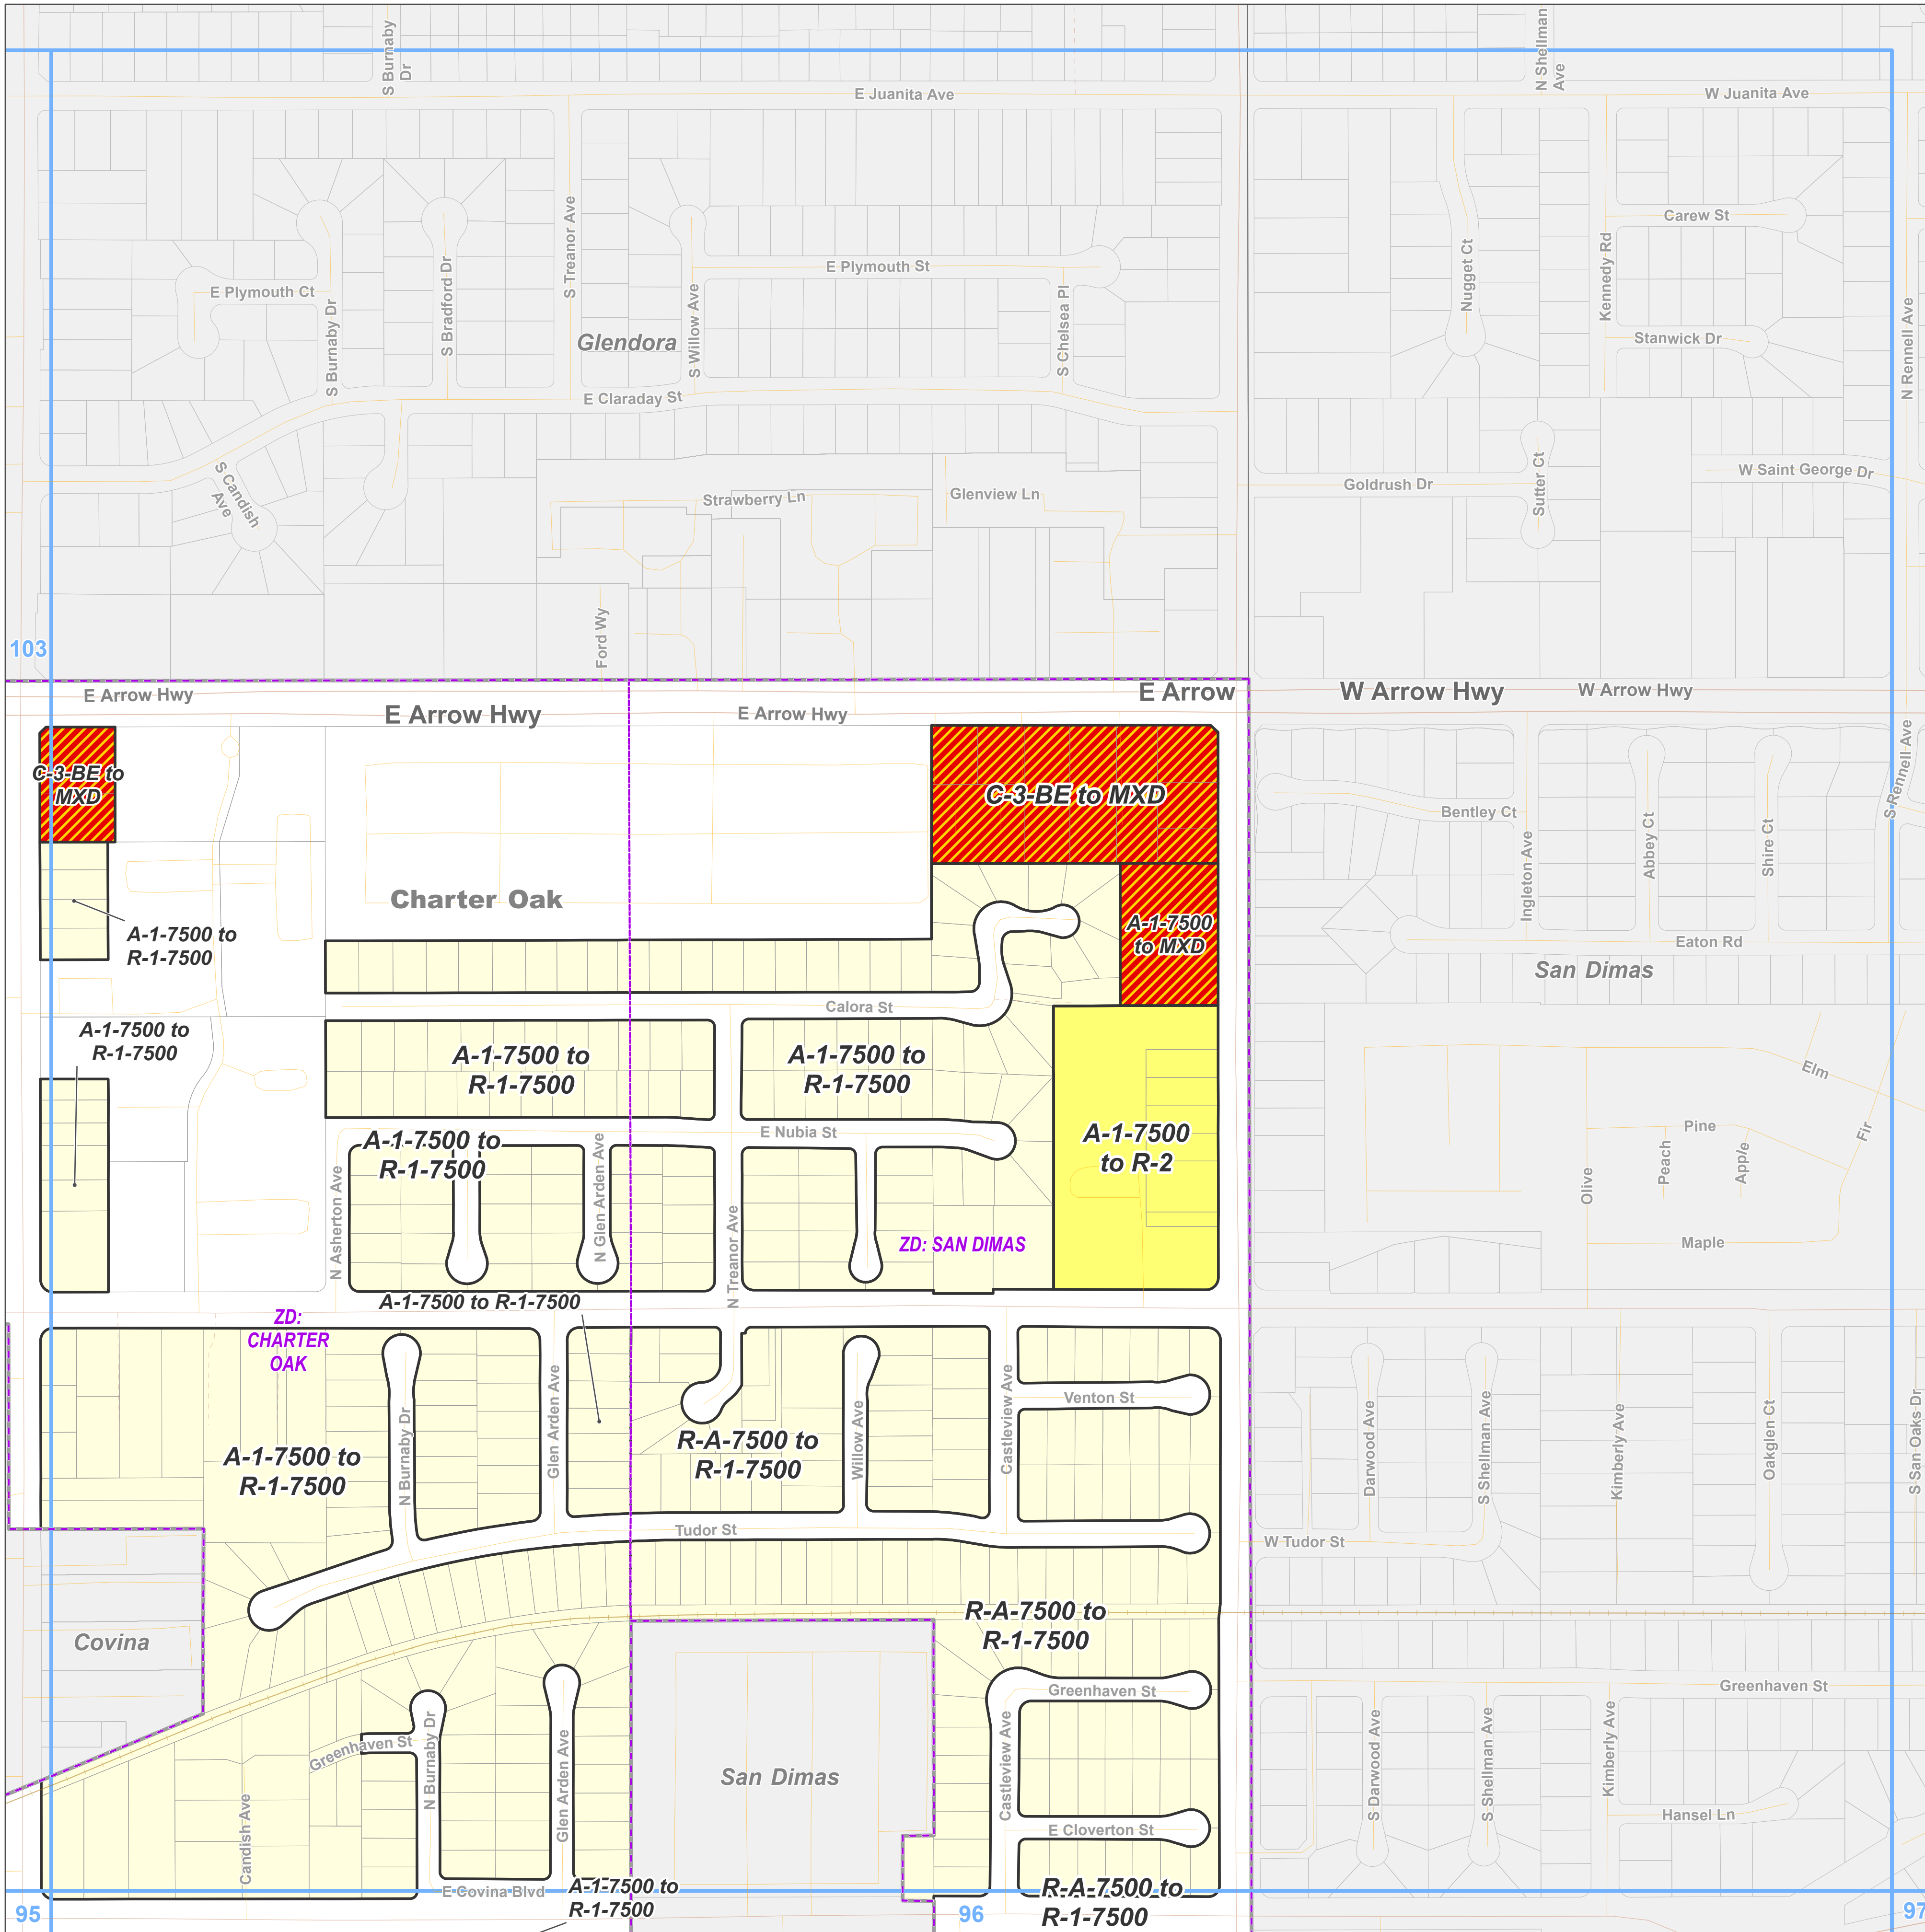 S Burnaby
Dr
N Shellman
Ave
E Juanita Ave
W Juanita Ave
S Treanor Ave
Carew St
Kennedy Rd
Nugget Ct
E Plymouth St
E Plymouth Ct
S Burnaby Dr
S Bradford Dr
S Willow Ave
S Chelsea Pl
Glendora
Stanwick Dr
N Rennell Ave
E Claraday St
S Candish
Ave
Strawberry Ln
Glenview Ln
Goldrush Dr
Sutter Ct
W Saint George Dr
Ford Wy
103
E Arrow Hwy
E Arrow Hwy
E Arrow Hwy
E Arrow
W Arrow Hwy
W Arrow Hwy
C-3-BE to
MXD
C-3-BE to MXD
Bentley Ct
S Rennell Ave
Ingleton Ave
Abbey Ct
Shire Ct
Charter Oak
A-1-7500 to
R-1-7500
A-1-7500
to MXD
Eaton Rd
San Dimas
Calora St
A-1-7500 to
R-1-7500
A-1-7500 to
R-1-7500
A-1-7500 to
R-1-7500
Elm
Pine
Fir
Peach
Apple
Olive
Maple
E Nubia St
A-1-7500 to
R-1-7500
A-1-7500
to R-2
N Asherton Ave
N Glen Arden Ave
N Treanor Ave
ZD: SAN DIMAS
A-1-7500 to R-1-7500
ZD:
CHARTER
OAK
Venton St
N Burnaby Dr
Glen Arden Ave
Willow Ave
Castleview Ave
Darwood Ave
S Shellman Ave
Kimberly Ave
Oakglen Ct
S San Oaks Dr
A-1-7500 to
R-1-7500
R-A-7500 to
R-1-7500
Tudor St
W Tudor St
Covina
R-A-7500 to
R-1-7500
Greenhaven St
Greenhaven St
Greenhaven St
N Burnaby Dr
Glen Arden Ave
Candish Ave
San Dimas
Castleview Ave
S Darwood Ave
S Shellman Ave
Kimberly Ave
Hansel Ln
E Cloverton St
E Covina Blvd
A-1-7500 to
R-1-7500
R-A-7500 to
R-1-7500
95
96
97